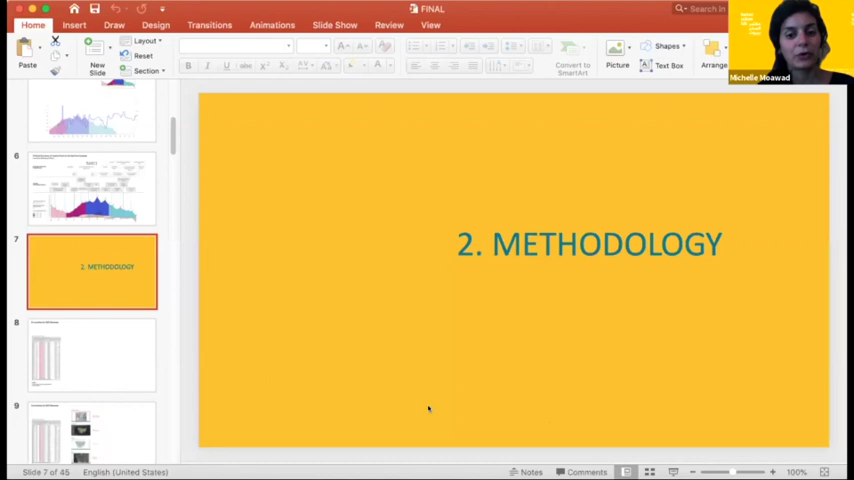 FINAL
Search In
Home Insert Draw Design Transitions Animations Slide Show Review View
Paste
New
Slide
Layout
Reset
Section
B I U
Convert to
SmartArt
Picture
Shapes
Text Box
Arrange
Michelle Moawad
6
7
2. METHODOLOGY
8
9
2. METHODOLOGY
Slide 7 of 45 English (United States) Notes Comments 100%